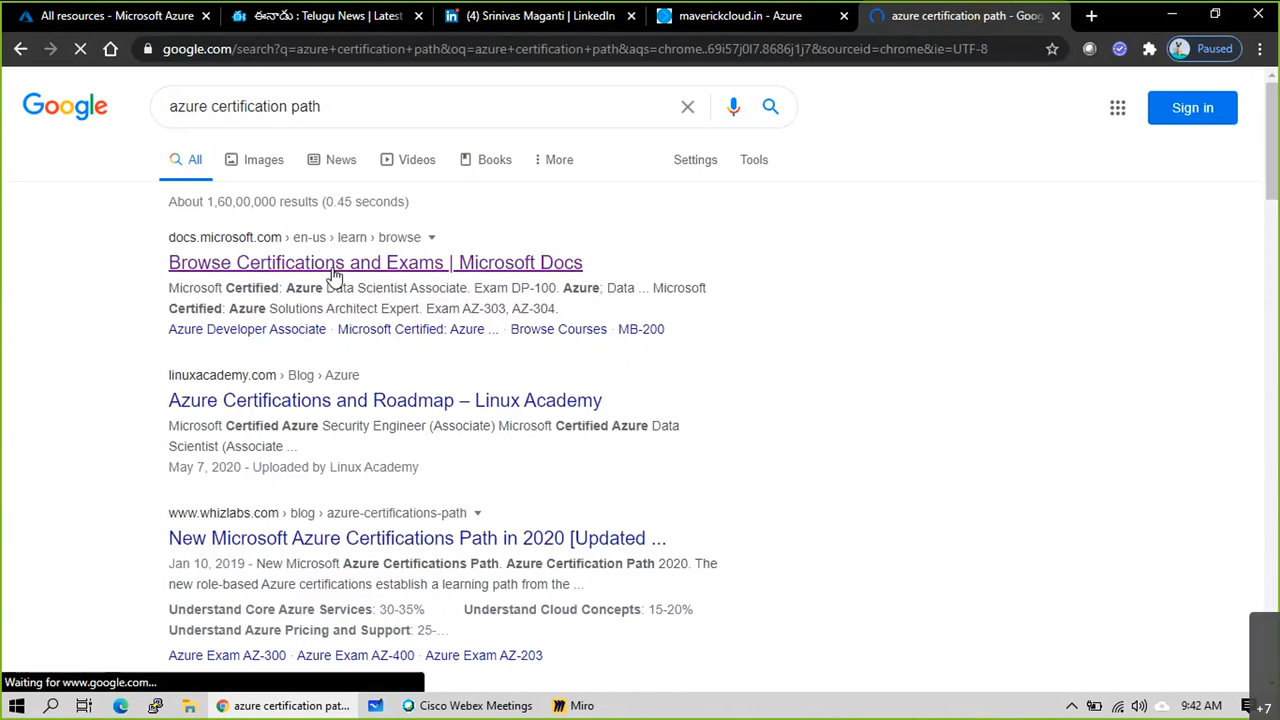 All resources - Microsoft Azure
ఈనాడు : Telugu News | Latest
(4) Srinivas Maganti | LinkedIn
maverickcloud.in - Azure
azure certification path - Goog
google.com/search?q=azure+certification+path&oq=azure+certification+path&aqs=chrome..69i57j0l7.8686j1j7&sourceid=chrome&ie=UTF-8
Paused
Google
azure certification path
Sign in
All
Images
News
Videos
Books
More
Settings
Tools
About 1,60,00,000 results (0.45 seconds)
docs.microsoft.com › en-us › learn › browse
Browse Certifications and Exams | Microsoft Docs
Microsoft Certified: Azure Data Scientist Associate. Exam DP-100. Azure; Data ... Microsoft
Certified: Azure Solutions Architect Expert. Exam AZ-303, AZ-304.
Azure Developer Associate · Microsoft Certified: Azure ... · Browse Courses · MB-200
linuxacademy.com › Blog › Azure
Azure Certifications and Roadmap – Linux Academy
Microsoft Certified Azure Security Engineer (Associate) Microsoft Certified Azure Data
Scientist (Associate ...
May 7, 2020 - Uploaded by Linux Academy
www.whizlabs.com › blog › azure-certifications-path
New Microsoft Azure Certifications Path in 2020 [Updated ...
Jan 10, 2019 - New Microsoft Azure Certifications Path. Azure Certification Path 2020. The
new role-based Azure certifications establish a learning path from the ...
Understand Core Azure Services: 30-35%
Understand Cloud Concepts: 15-20%
Understand Azure Pricing and Support: 25-...
Azure Exam AZ-300 · Azure Exam AZ-400 · Azure Exam AZ-203
Waiting for www.google.com...
azure certification pat...
Cisco Webex Meetings
Miro
9:42 AM
+7